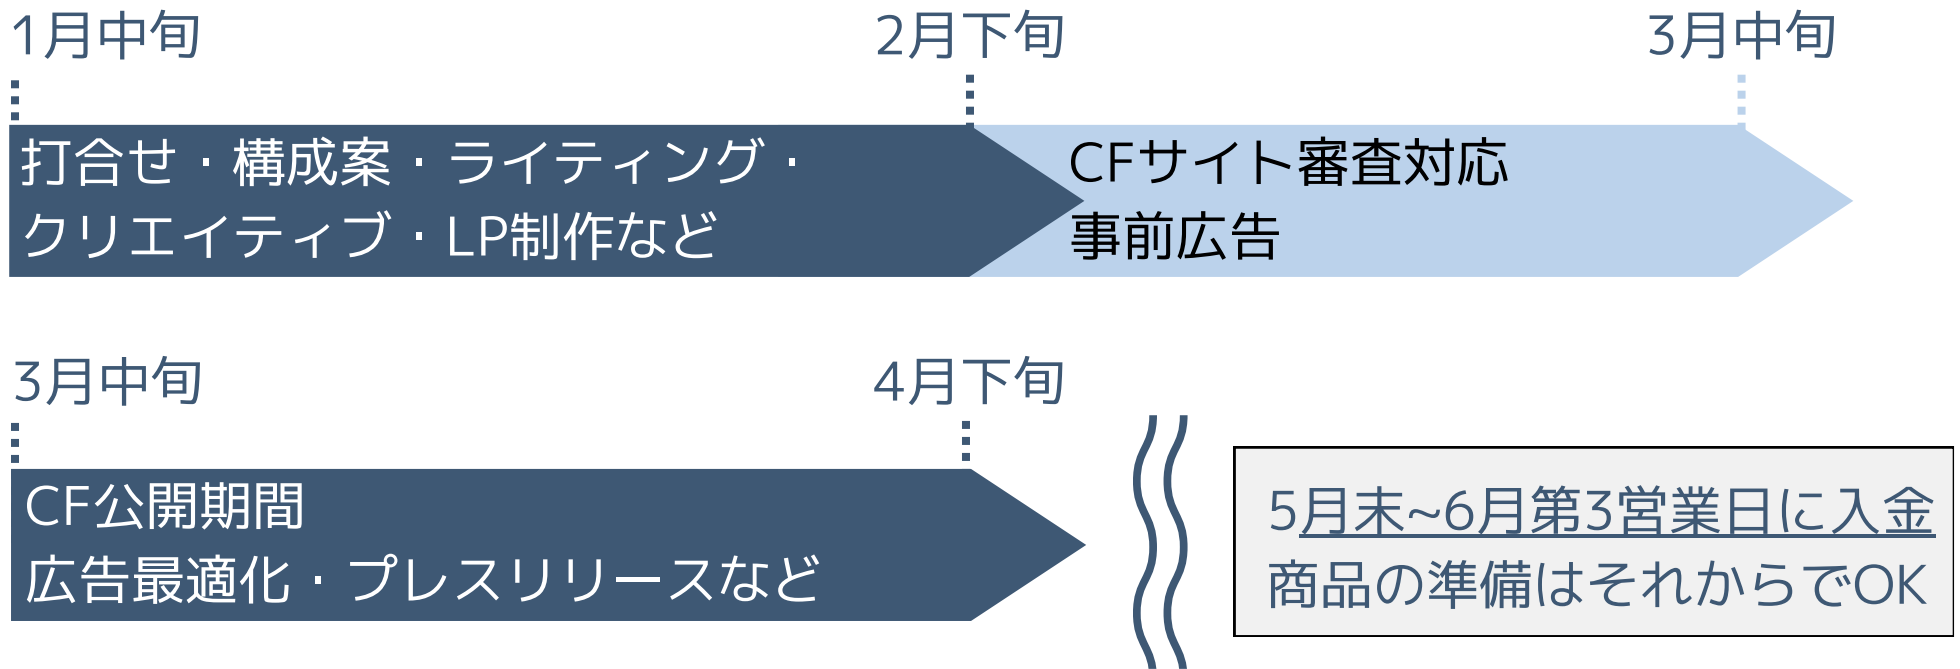 1月中旬
2月下旬
3月中旬
打合せ・構成案・ライティング・
クリエイティブ・LP制作など
CFサイト審査対応
事前広告
3月中旬
4月下旬
CF公開期間
広告最適化・プレスリリースなど
5月末~6月第3営業日に入金
商品の準備はそれからでOK